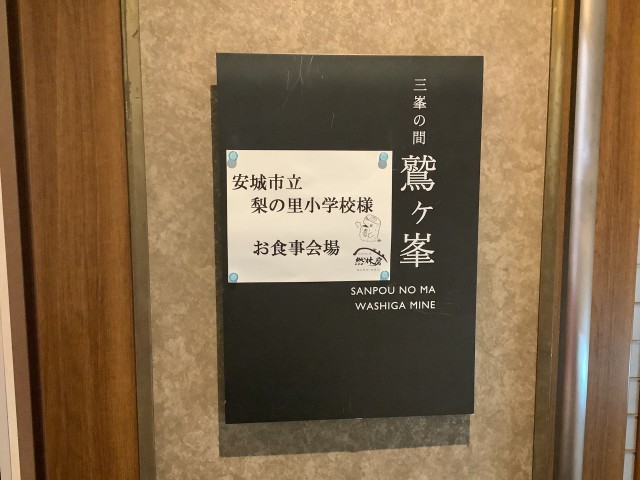 三峯の間
鷲ヶ峯
SANPOU NO MA
WASHIGA MINE
安城市立
梨の里小学校様
お食事会場